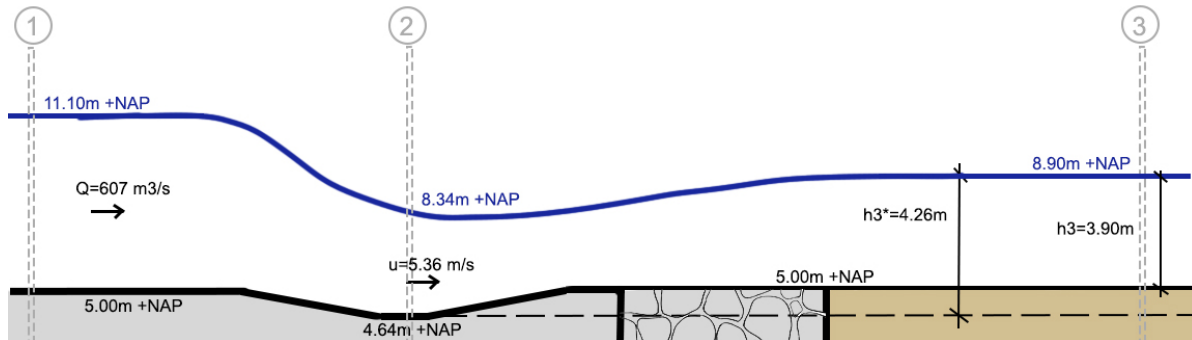 1
2
3
11.10m +NAP
8.90m +NAP
Q=607 m3/s
8.34m +NAP
h3*=4.26m
h3=3.90m
u=5.36 m/s
5.00m +NAP
5.00m +NAP
4.64m +NAP